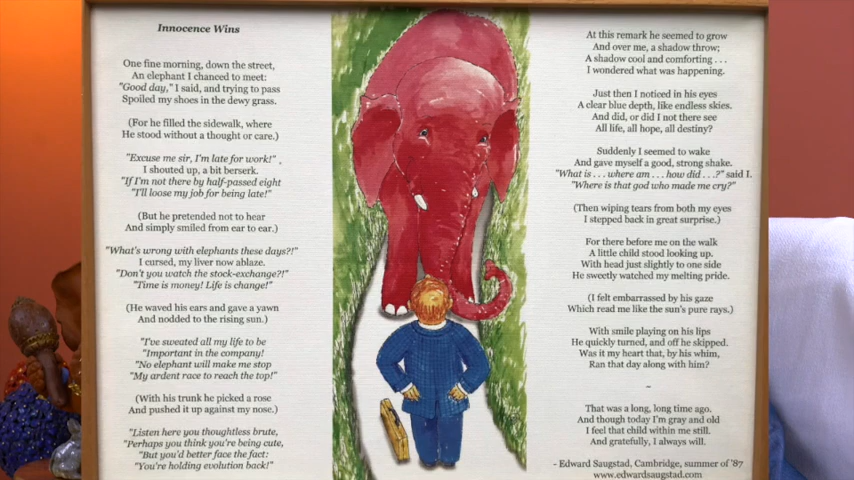 Innocence Wins
One fine morning, down the street,
An elephant I chanced to meet:
"Good day," I said, and trying to pass
Spoiled my shoes in the dewy grass.
(For he filled the sidewalk, where
He stood without a thought or care.)
"Excuse me sir, I'm late for work!" ,
I shouted up, a bit berserk.
"If I'm not there by half-passed eight
"I'll loose my job for being late!"
(But he pretended not to hear
And simply smiled from ear to ear.)
"What's wrong with elephants these days?!"
I cursed, my liver now ablaze.
"Don't you watch the stock-exchange?!"
"Time is money! Life is change!"
(He waved his ears and gave a yawn
And nodded to the rising sun.)
"I've sweated all my life to be
"Important in the company!
"No elephant will make me stop
"My ardent race to reach the top!"
(With his trunk he picked a rose
And pushed it up against my nose.)
"Listen here you thoughtless brute,
"Perhaps you think you're being cute,
"But you'd better face the fact:
"You're holding evolution back!"
At this remark he seemed to grow
And over me, a shadow throw;
A shadow cool and comforting . . .
I wondered what was happening.
Just then I noticed in his eyes
A clear blue depth, like endless skies.
And did, or did I not there see
All life, all hope, all destiny?
Suddenly I seemed to wake
And gave myself a good, strong shake.
"What is . . . where am . . . how did . . .?" said I.
"Where is that god who made me cry?"
(Then wiping tears from both my eyes
I stepped back in great surprise.)
For there before me on the walk
A little child stood looking up.
With head just slightly to one side
He sweetly watched my melting pride.
(I felt embarrassed by his gaze
Which read me like the sun's pure rays.)
With smile playing on his lips
He quickly turned, and off he skipped.
Was it my heart that, by his whim,
Ran that day along with him?
–
That was a long, long time ago.
And though today I'm gray and old
I feel that child within me still.
And gratefully, I always will.
- Edward Saugstad, Cambridge, summer of '87
www.edwardsaugstad.com